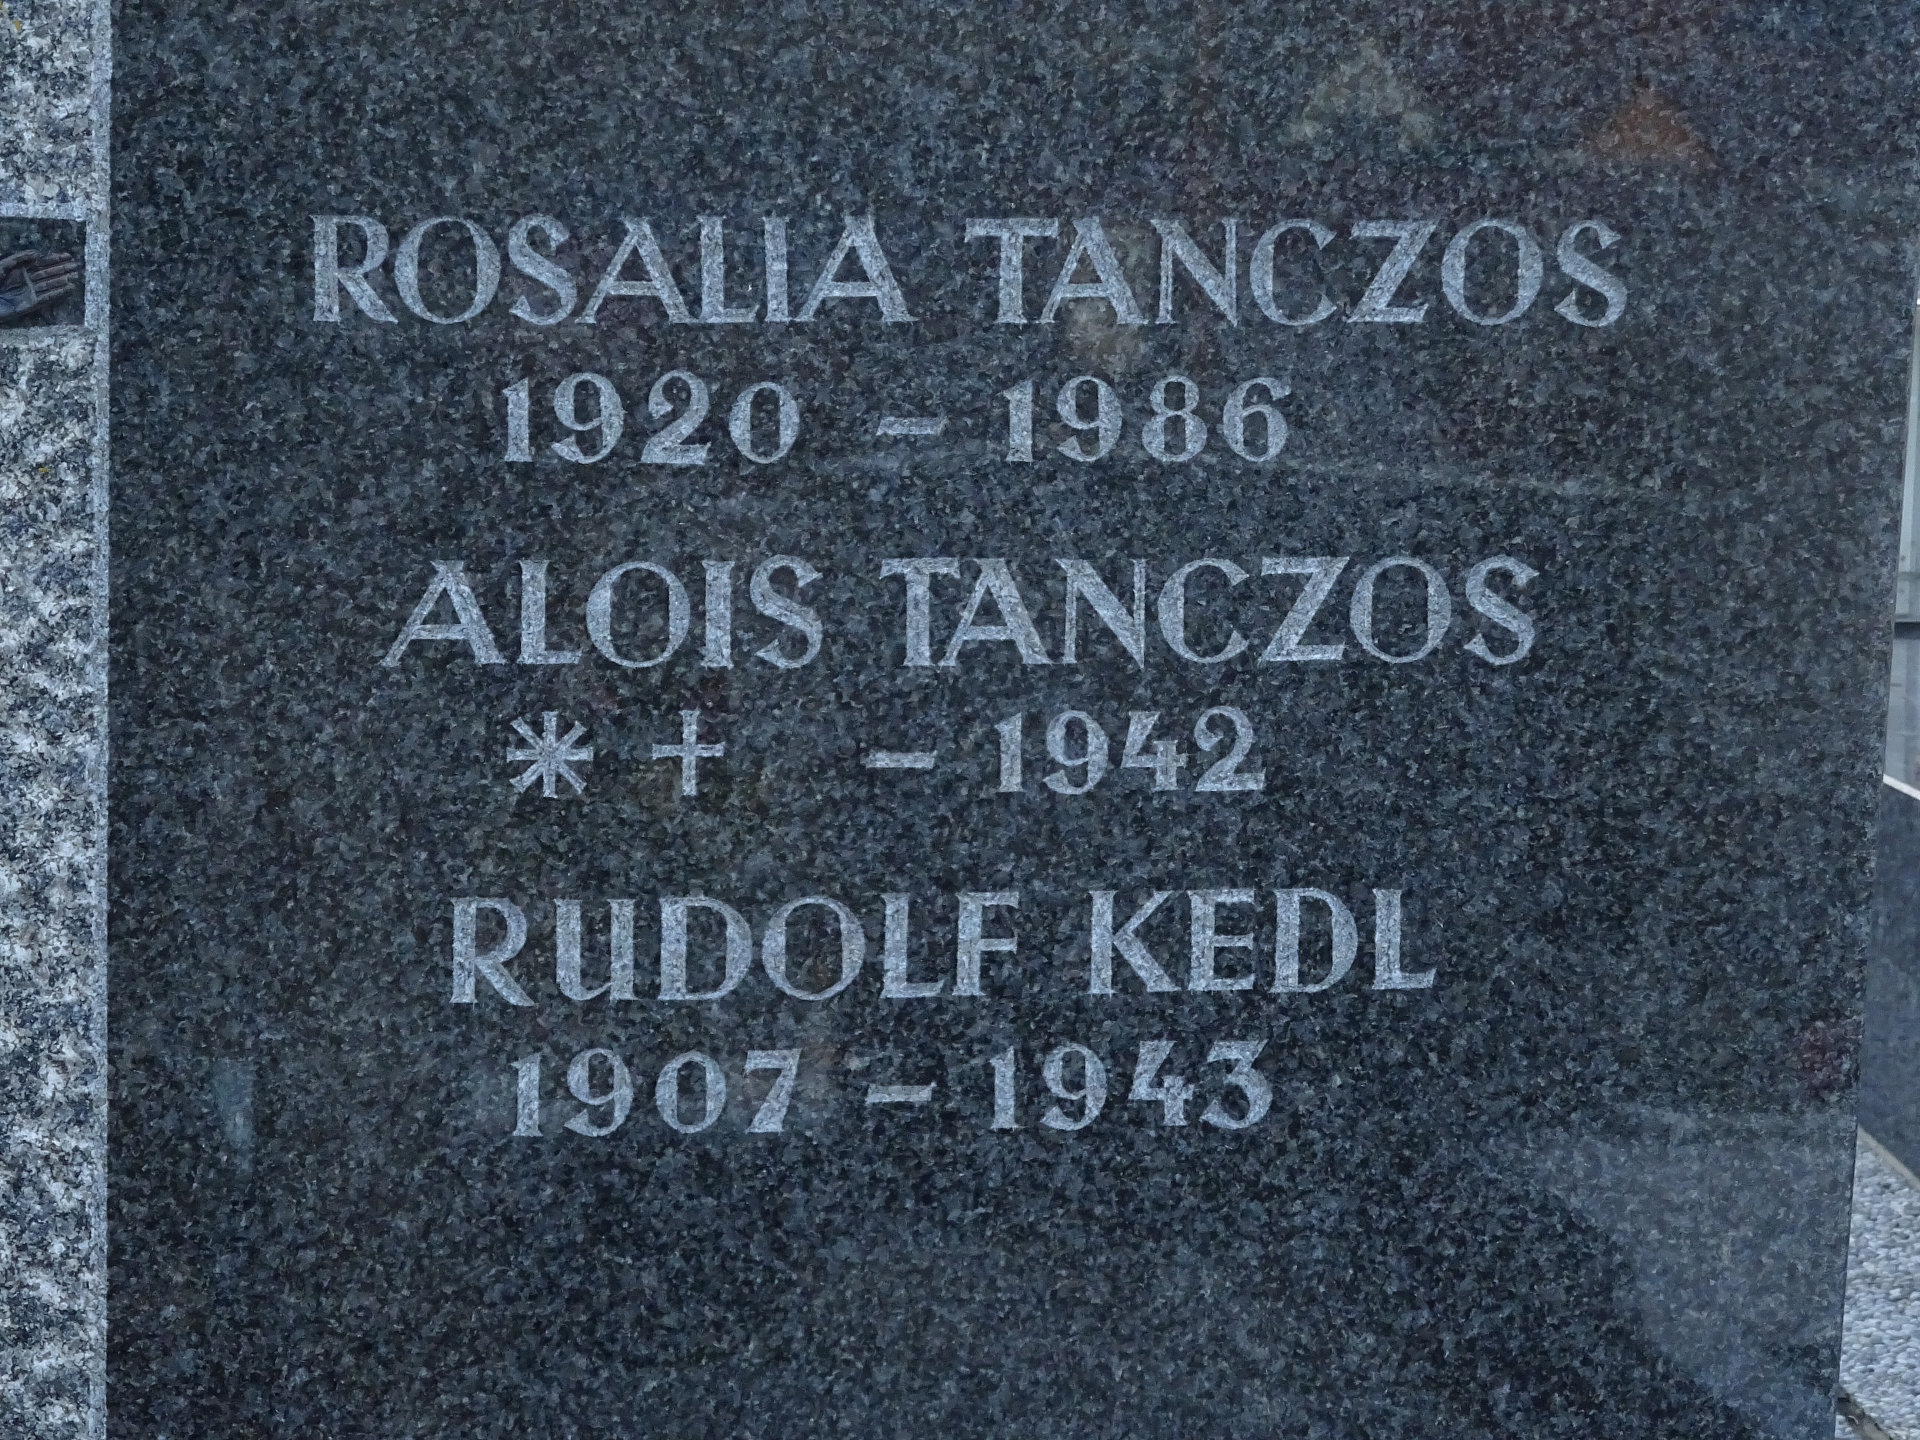 ROSALIA TANCZOS
1920 – 1986
ALOIS TANCZOS
* † – 1942
RUDOLF KEDL
1907 – 1943